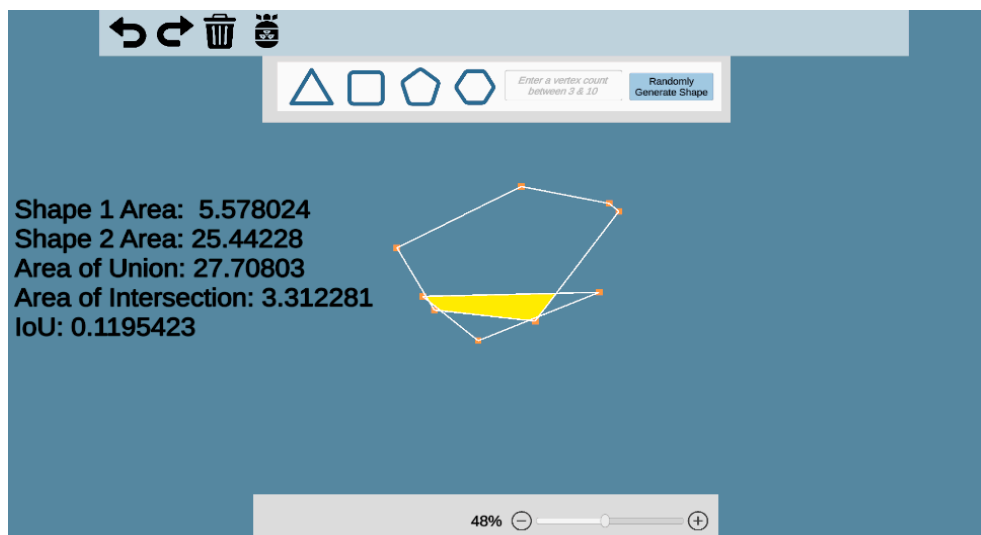 Enter a vertex count
between 3 & 10
Randomly
Generate Shape
Shape 1 Area:  5.578024
Shape 2 Area: 25.44228
Area of Union: 27.70803
Area of Intersection: 3.312281
IoU: 0.1195423
48%